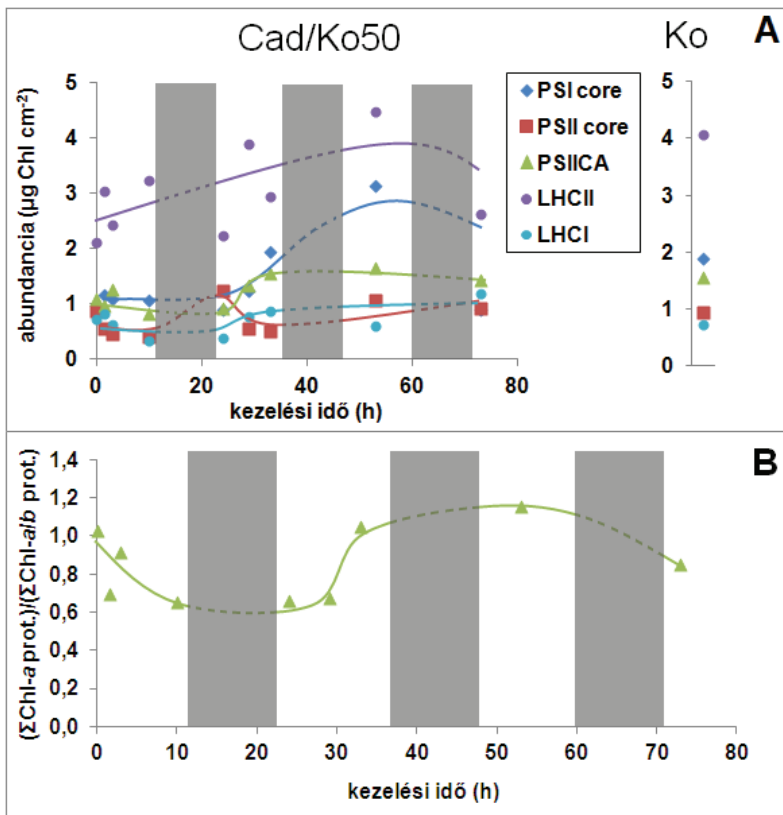 Cad/Ko50
Ko
A
abundancia (µg Chl cm⁻²)
5
4
3
2
1
0
0
20
40
60
80
kezelési idő (h)
PSI core
PSII core
PSIICA
LHCII
LHCI
5
4
3
2
1
0
B
(ΣChl-a prot.)/(ΣChl-a/b prot.)
1,4
1,2
1,0
0,8
0,6
0,4
0,2
0,0
0
10
20
30
40
50
60
70
80
kezelési idő (h)